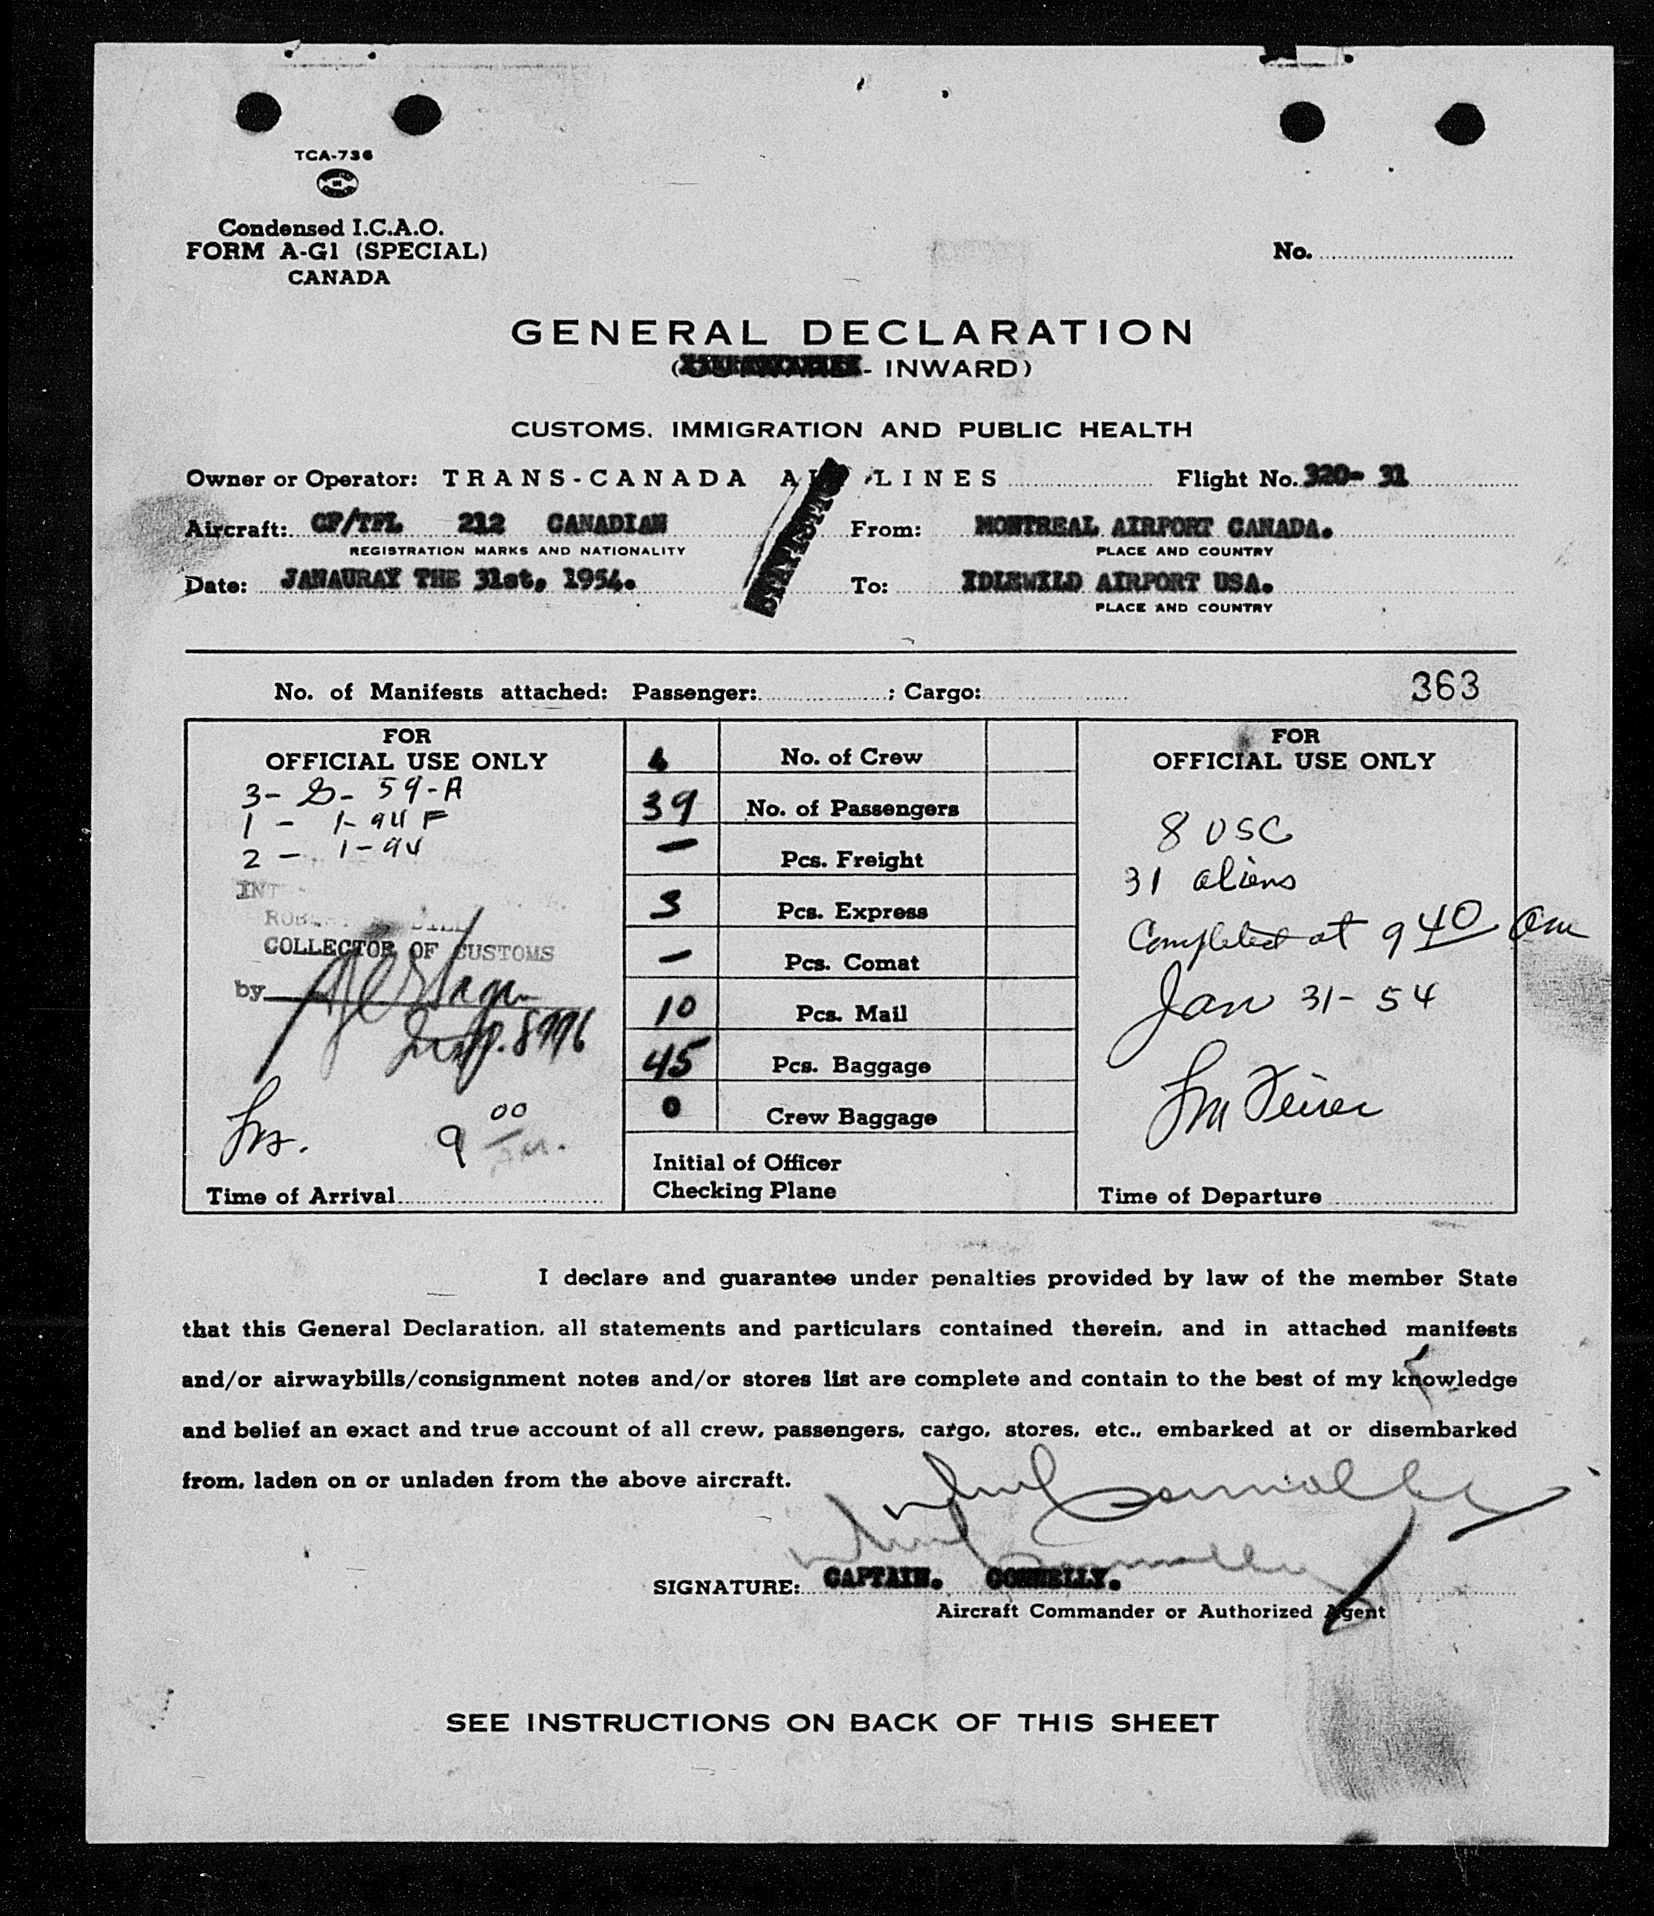 TCA-736
Condensed I.C.A.O.
FORM A-G1 (SPECIAL)
CANADA
No.
GENERAL DECLARATION
( - INWARD)
CUSTOMS, IMMIGRATION AND PUBLIC HEALTH
Owner or Operator: TRANS-CANADA AIR LINES Flight No. 320- 31
Aircraft: CF/TFL 212 CANADIAN From: MONTREAL AIRPORT CANADA.
REGISTRATION MARKS AND NATIONALITY PLACE AND COUNTRY
Date: JANAURAY THE 31st, 1954. To: IDLEWILD AIRPORT USA.
PLACE AND COUNTRY
STATISTICS
No. of Manifests attached: Passenger: ; Cargo: 363
FOR
OFFICIAL USE ONLY
3- S- 59-A
1 - 1-94 F
2 - 1-94
COLLECTOR OF CUSTOMS
by
Insp. 8776
9 00
Time of Arrival
No. of Crew
39 No. of Passengers
— Pcs. Freight
3 Pcs. Express
— Pcs. Comat
10 Pcs. Mail
45 Pcs. Baggage
0 Crew Baggage
Initial of Officer
Checking Plane
FOR
OFFICIAL USE ONLY
8 USC
31 aliens
Completed at 9 40 am
Jan 31- 54
Time of Departure
I declare and guarantee under penalties provided by law of the member State
that this General Declaration, all statements and particulars contained therein, and in attached manifests
and/or airwaybills/consignment notes and/or stores list are complete and contain to the best of my knowledge
and belief an exact and true account of all crew, passengers, cargo, stores, etc., embarked at or disembarked
from, laden on or unladen from the above aircraft.
SIGNATURE: CAPTAIN. CONNELLY.
Aircraft Commander or Authorized Agent
SEE INSTRUCTIONS ON BACK OF THIS SHEET